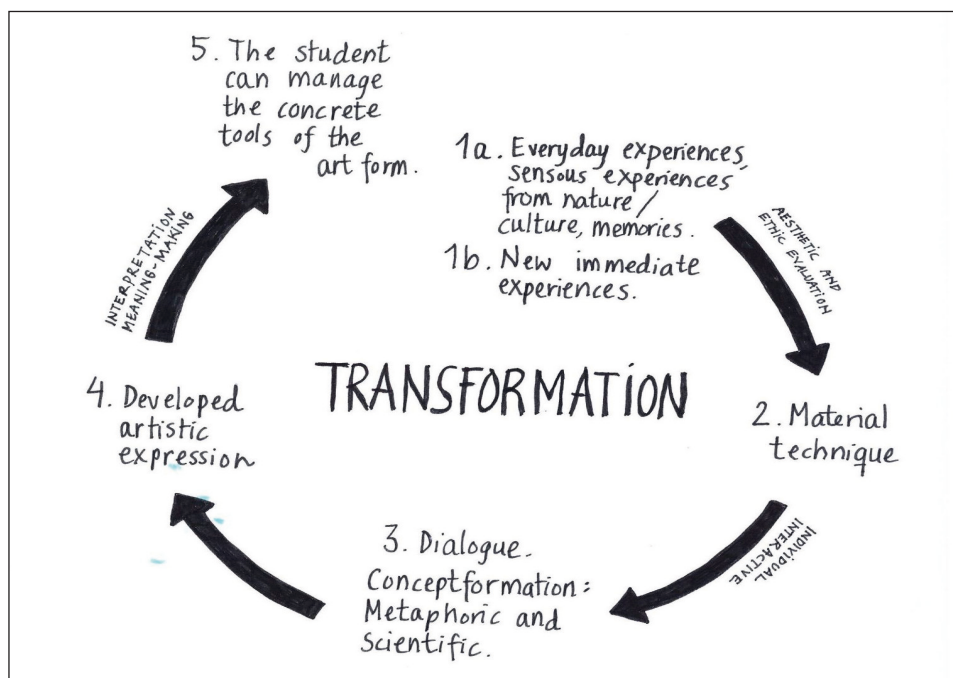 5. The student
can manage
the concrete
tools of the
art form.
1a. Everyday experiences,
sensous experiences
from nature/
culture, memories.
1b. New immediate
experiences.
AESTHETIC AND
ETHIC EVALUATION
TRANSFORMATION
2. Material
technique
INDIVIDUAL
INTERACTIVE
3. Dialogue.
Conceptformation:
Metaphoric and
Scientific.
4. Developed
artistic
expression
INTERPRETATION
MEANING-MAKING